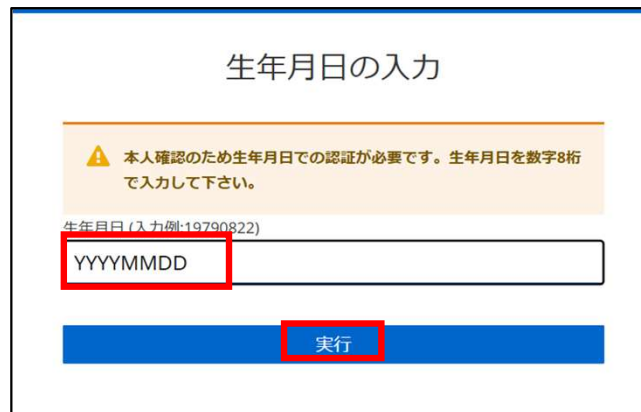 生年月日の入力
本人確認のため生年月日での認証が必要です。生年月日を数字8桁
で入力して下さい。
生年月日 (入力例:19790822)
YYYYMMDD
実行